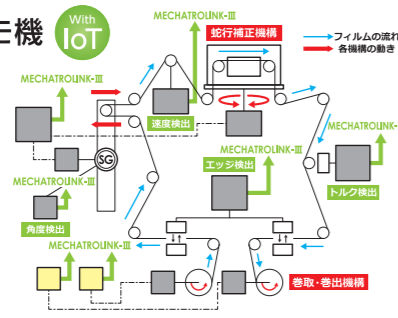 機
With
IoT
蛇行補正機構
フィルムの流れ
各機構の動き
MECHATROLINK-III
MECHATROLINK-III
速度検出
MECHATROLINK-
SG
エッジ検出
MECHATROLINK-III
トルク検出
MECHATROLINK-III
角度検出
MECHATROLINK-III
巻取・巻出機構